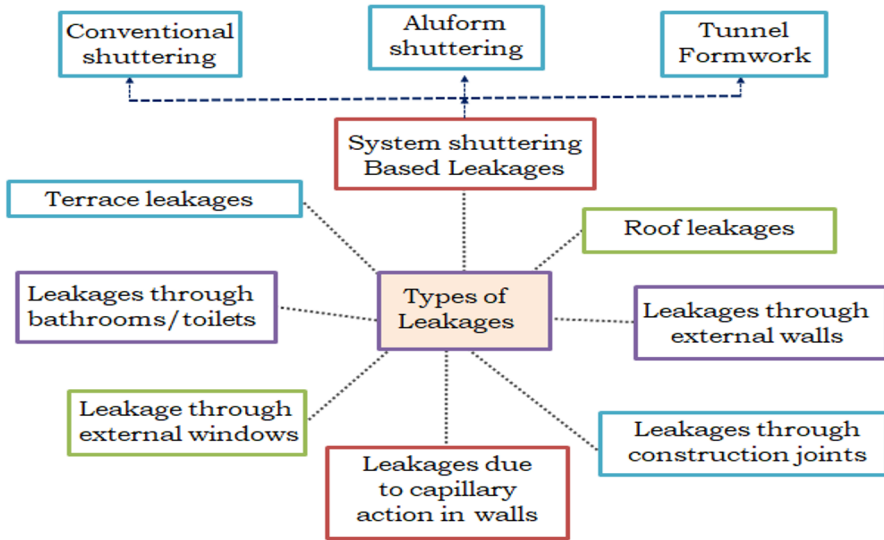 Conventional
shuttering
Aluform
shuttering
Tunnel
Formwork
System shuttering
Based Leakages
Terrace leakages
Roof leakages
Leakages through
bathrooms/toilets
Types of
Leakages
Leakages through
external walls
Leakage through
external windows
Leakages due
to capillary
action in walls
Leakages through
construction joints